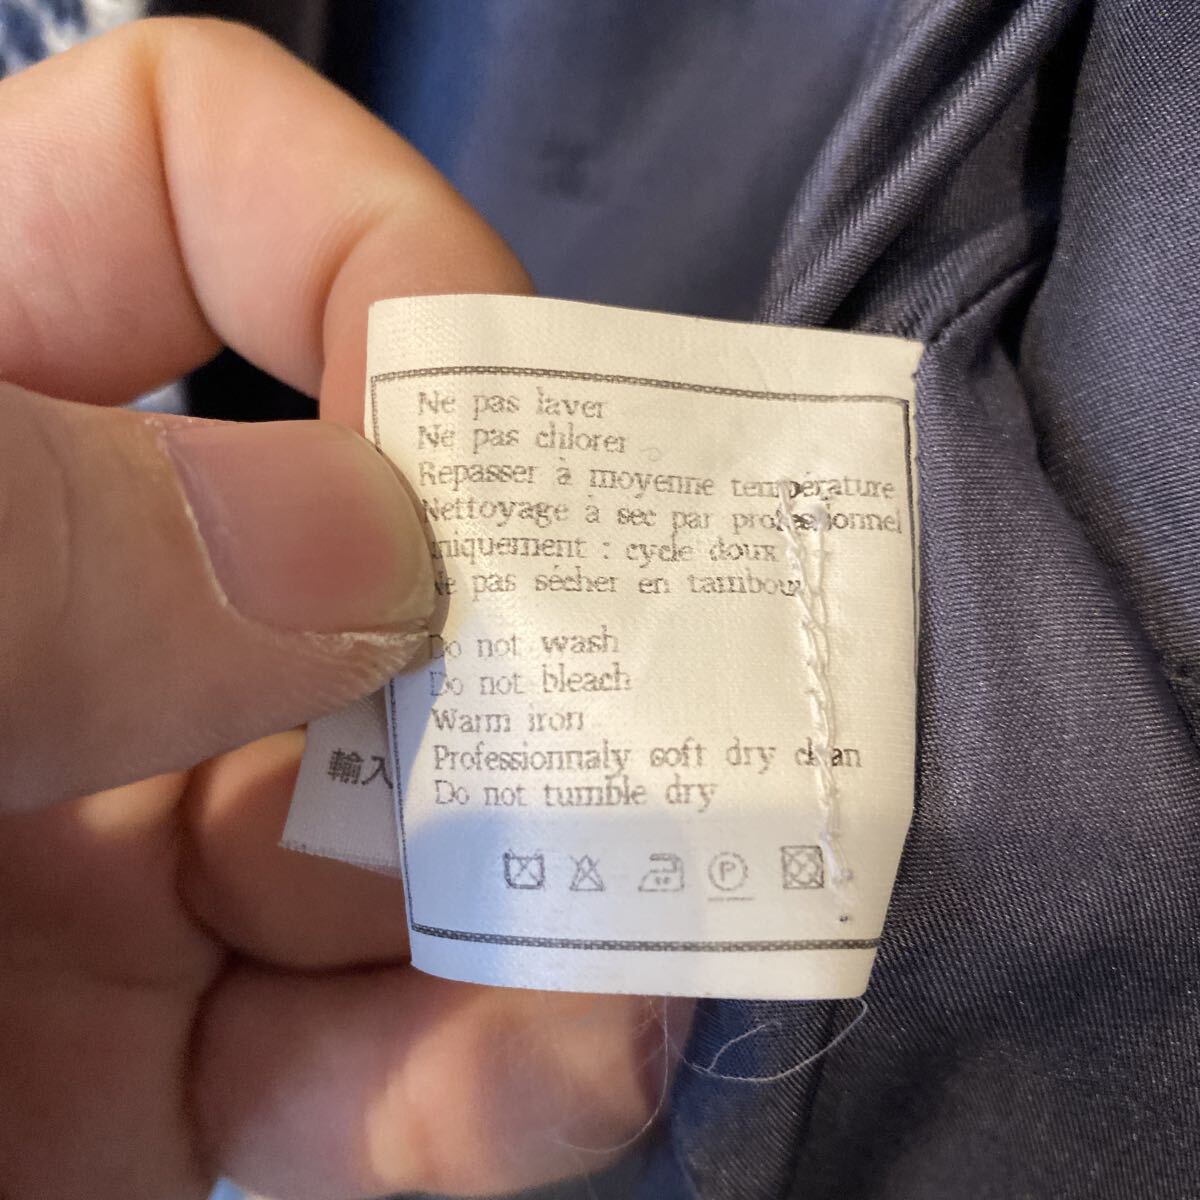 Ne pas laver
Ne pas chlorer
Repasser à moyenne température
Nettoyage à sec par professionnel
uniquement : cycle doux
Ne pas sécher en tambour
Do not wash
Do not bleach
Warm iron
Professionnaly soft dry clean
Do not tumble dry
P
輸入